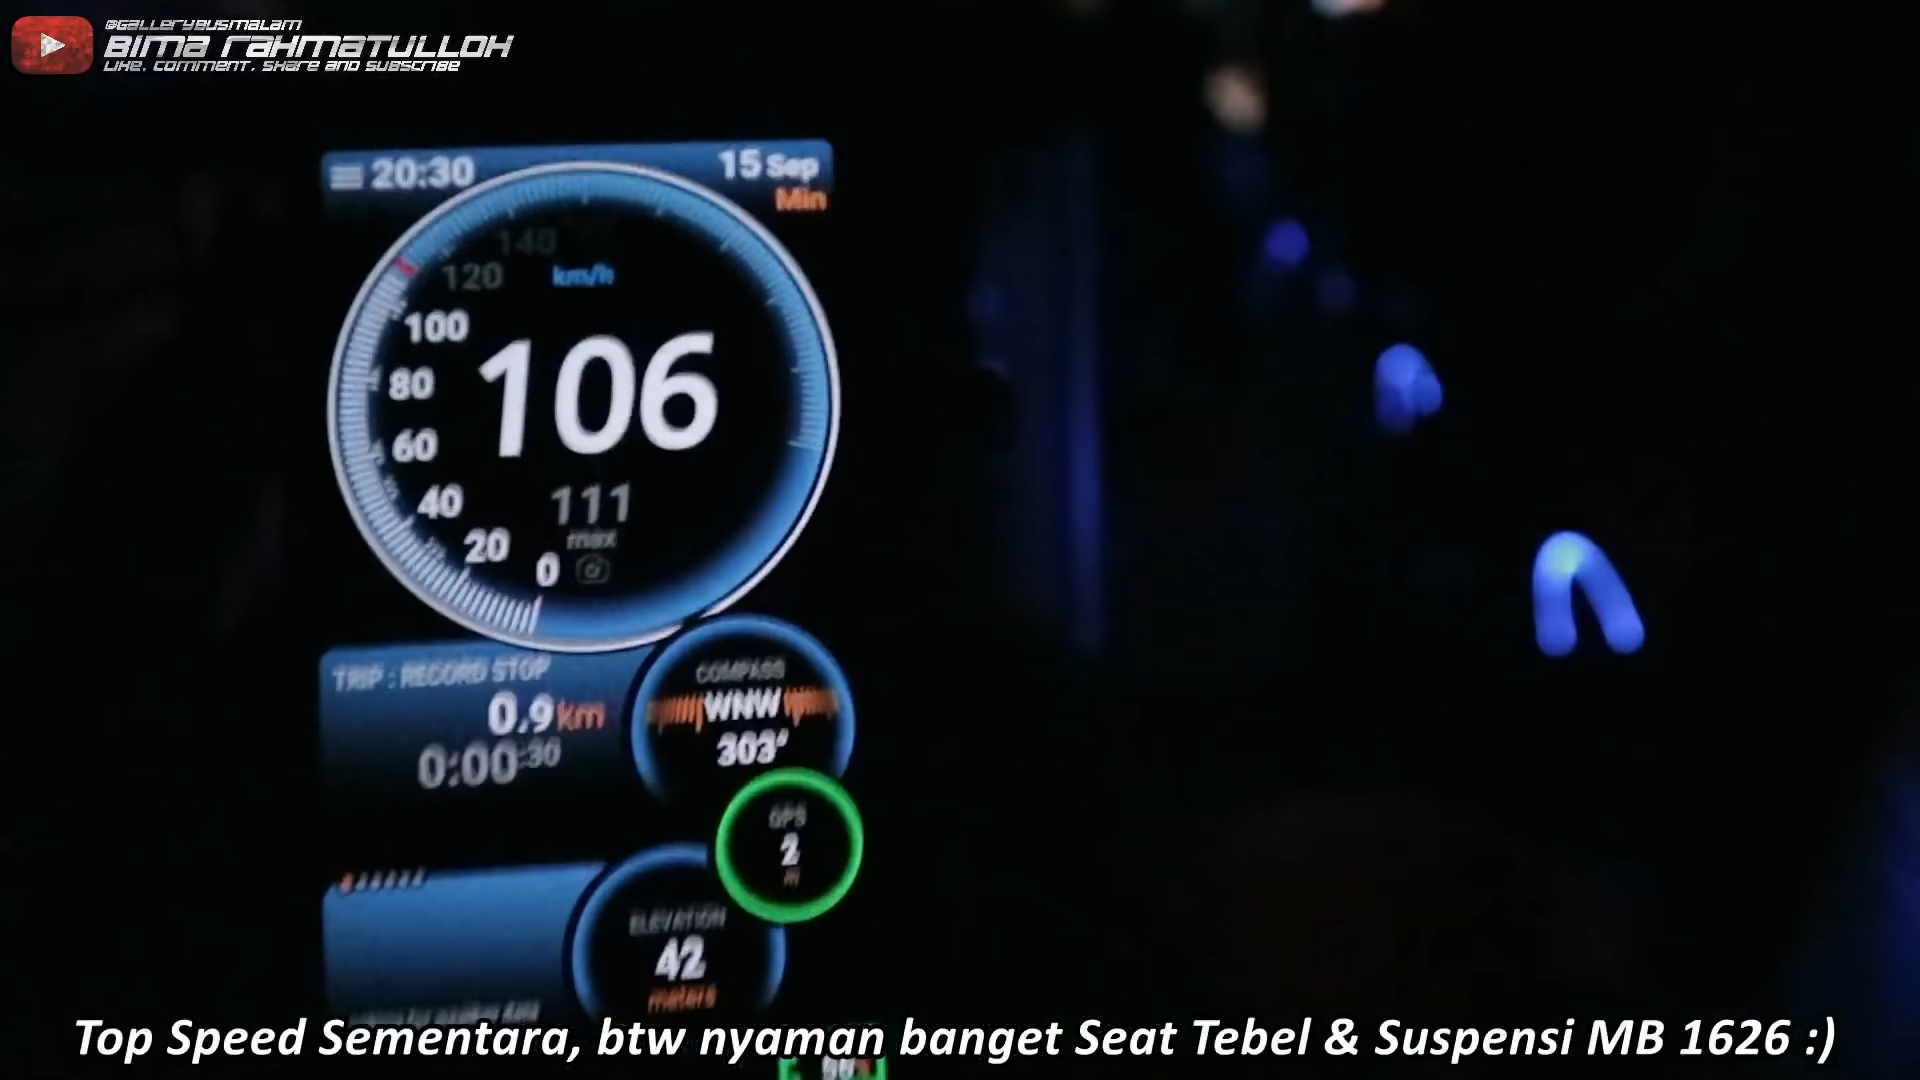 @GALLERYBUSMALAM
BIMA RAHMATULLOH
LIKE, COMMENT, SHARE AND SUBSCRIBE
20:30
15 Sep
Min
140
120
km/h
100
106
80
60
40
111
max
20
0
TRIP : RECORD STOP
0.9 km
0:00:30
COMPASS
WNW
303°
GPS
2
m
ELEVATION
42
meters
Top Speed Sementara, btw nyaman banget Seat Tebel & Suspensi MB 1626 :)